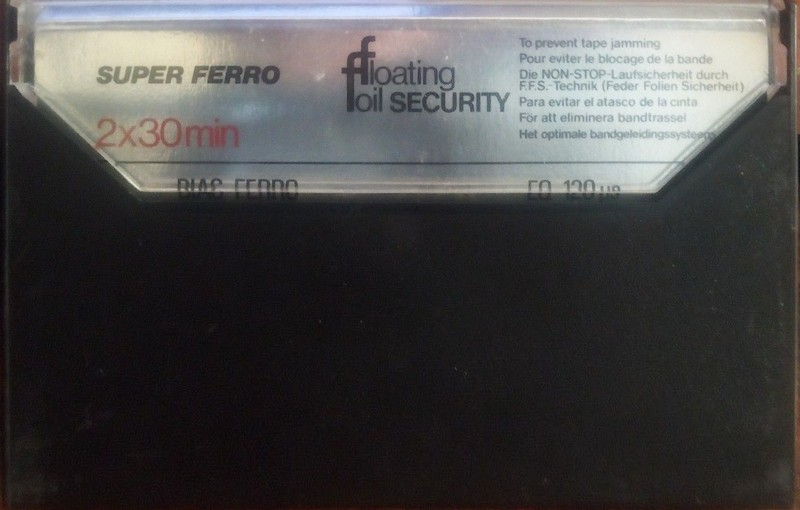 SUPER FERRO
2x30min
floating
foil SECURITY
To prevent tape jamming
Pour eviter le blocage de la bande
Die NON-STOP-Laufsicherheit durch
F.F.S.-Technik (Feder Folien Sicherheit)
Para evitar el atasco de la cinta
För att eliminera bandtrassel
Het optimale bandgeleidingssysteem
BIAS FERRO
EQ 120 µs